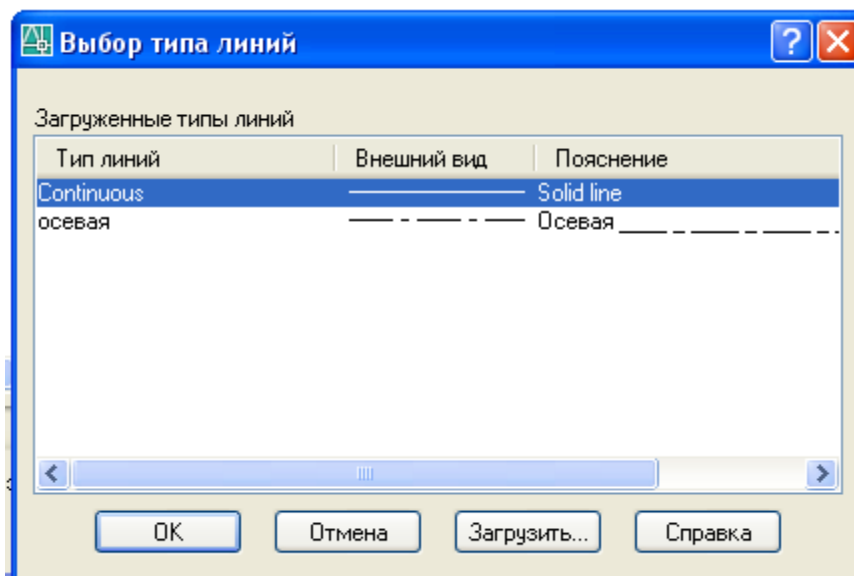 Выбор типа линий
Загруженные типы линий
Тип линий Внешний вид Пояснение
Continuous Solid line
осевая Осевая
ОК Отмена Загрузить... Справка